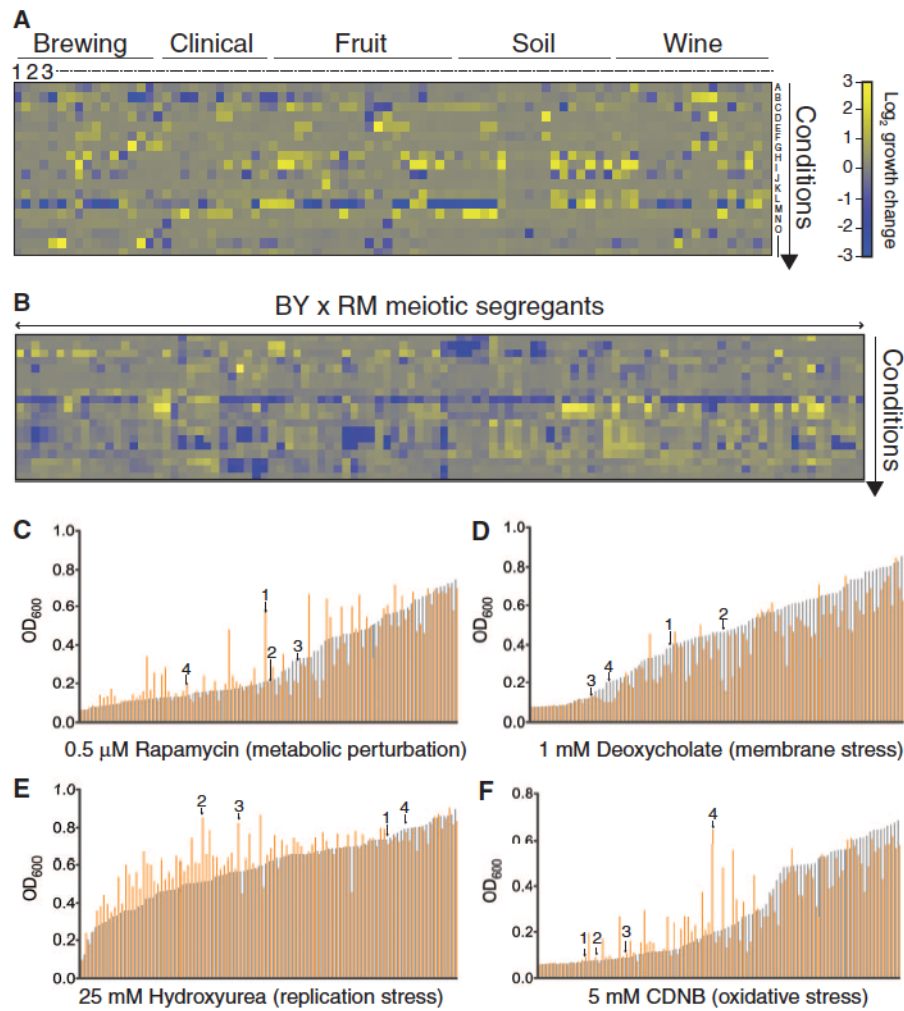 A
Brewing Clinical Fruit Soil Wine
1 2 3
A
B
C
D
E
F
G
H
I
J
K
L
M
N
O
Conditions
3
2
1
0
-1
-2
-3
Log2 growth change
B
BY x RM meiotic segregants
Conditions
C
1.0
0.8
0.6
0.4
0.2
0.0
OD600
1
2
3
4
0.5 μM Rapamycin (metabolic perturbation)
D
1.0
0.8
0.6
0.4
0.2
0.0
OD600
1
2
3
4
1 mM Deoxycholate (membrane stress)
E
1.0
0.8
0.6
0.4
0.2
0.0
OD600
2
3
1
4
25 mM Hydroxyurea (replication stress)
F
0.8
0.6
0.4
0.2
0.0
OD600
4
1
2
3
5 mM CDNB (oxidative stress)